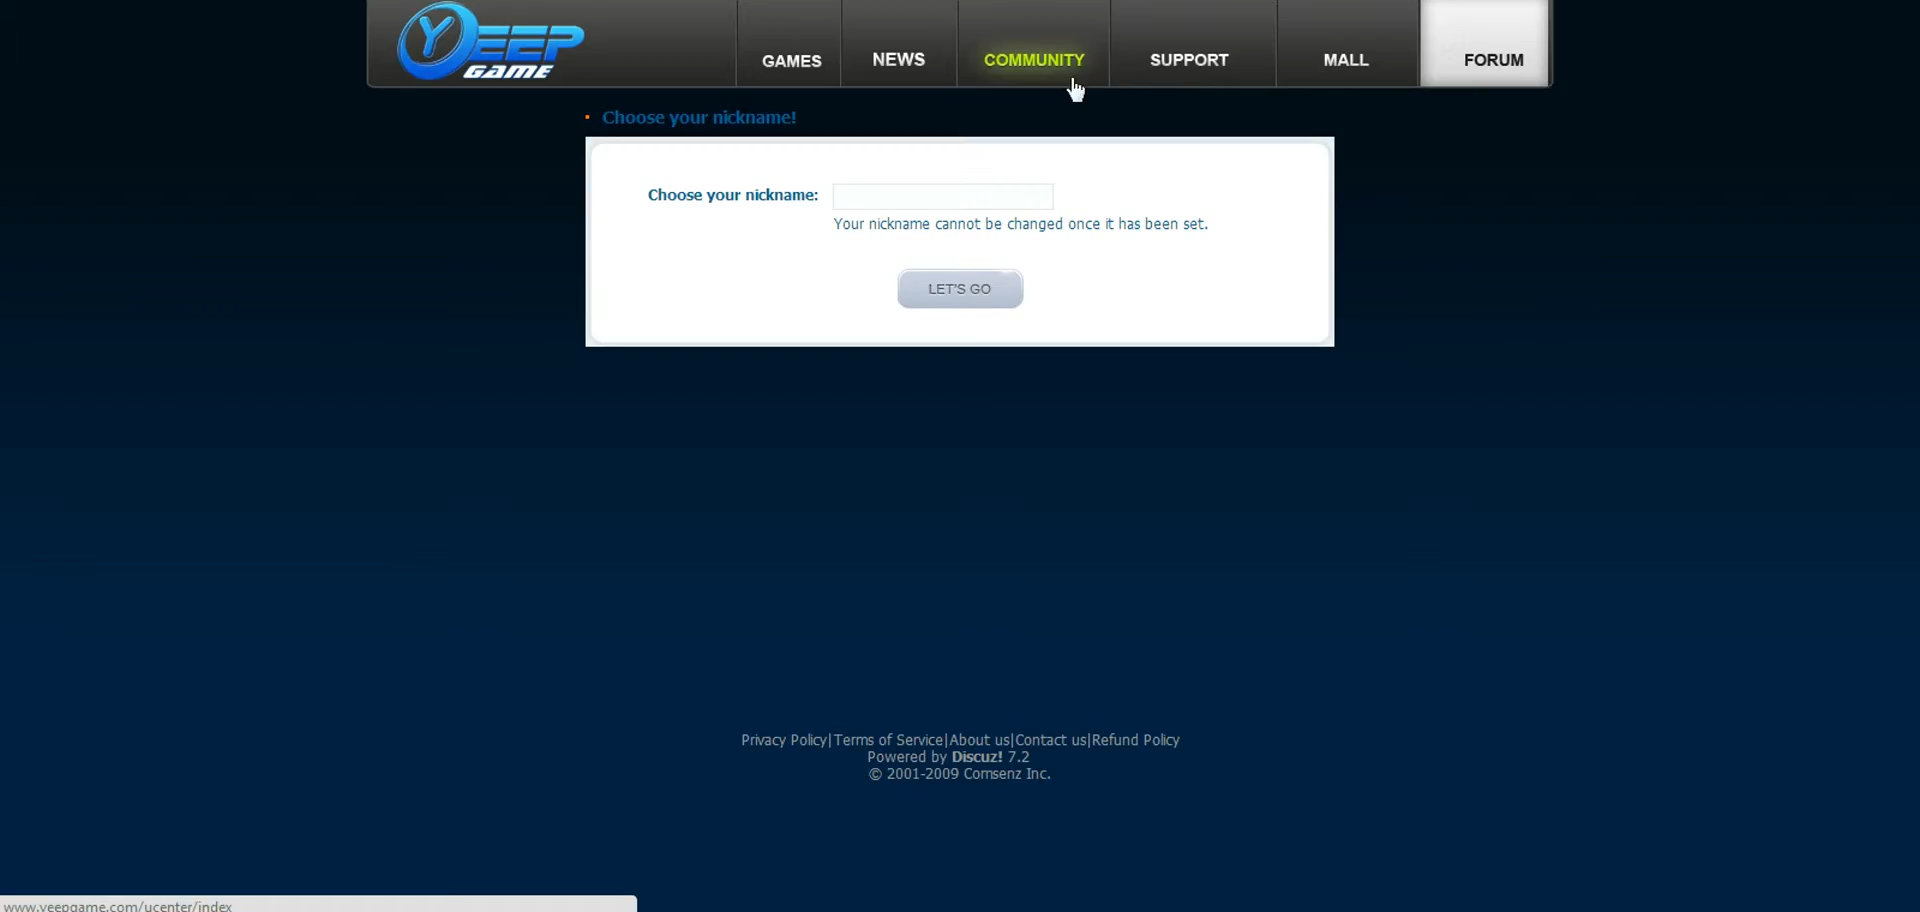 YEEP
GAME
GAMES
NEWS
COMMUNITY
SUPPORT
MALL
FORUM
Choose your nickname!
Choose your nickname:
Your nickname cannot be changed once it has been set.
LET'S GO
Privacy Policy|Terms of Service|About us|Contact us|Refund Policy
Powered by Discuz! 7.2
© 2001-2009 Comsenz Inc.
www.yeepgame.com/ucenter/index